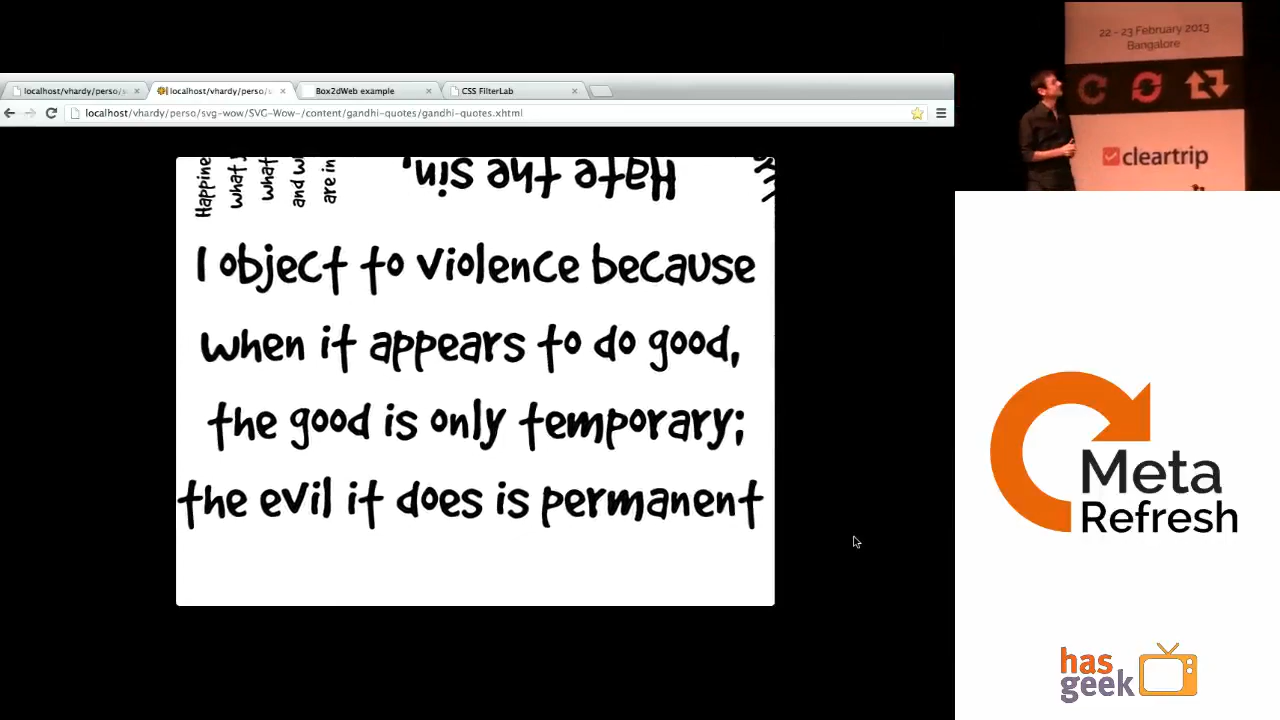 22 - 23 February 2013
Bangalore
cleartrip
localhost/vhardy/perso/s
localhost/vhardy/perso/
Box2dWeb example
CSS FilterLab
localhost/vhardy/perso/svg-wow/SVG-Wow-/content/gandhi-quotes/gandhi-quotes.xhtml
Happine
what
what
and w
are in
Hate the sin,
I object to violence because
when it appears to do good,
the good is only temporary;
the evil it does is permanent
Meta
Refresh
has
geek